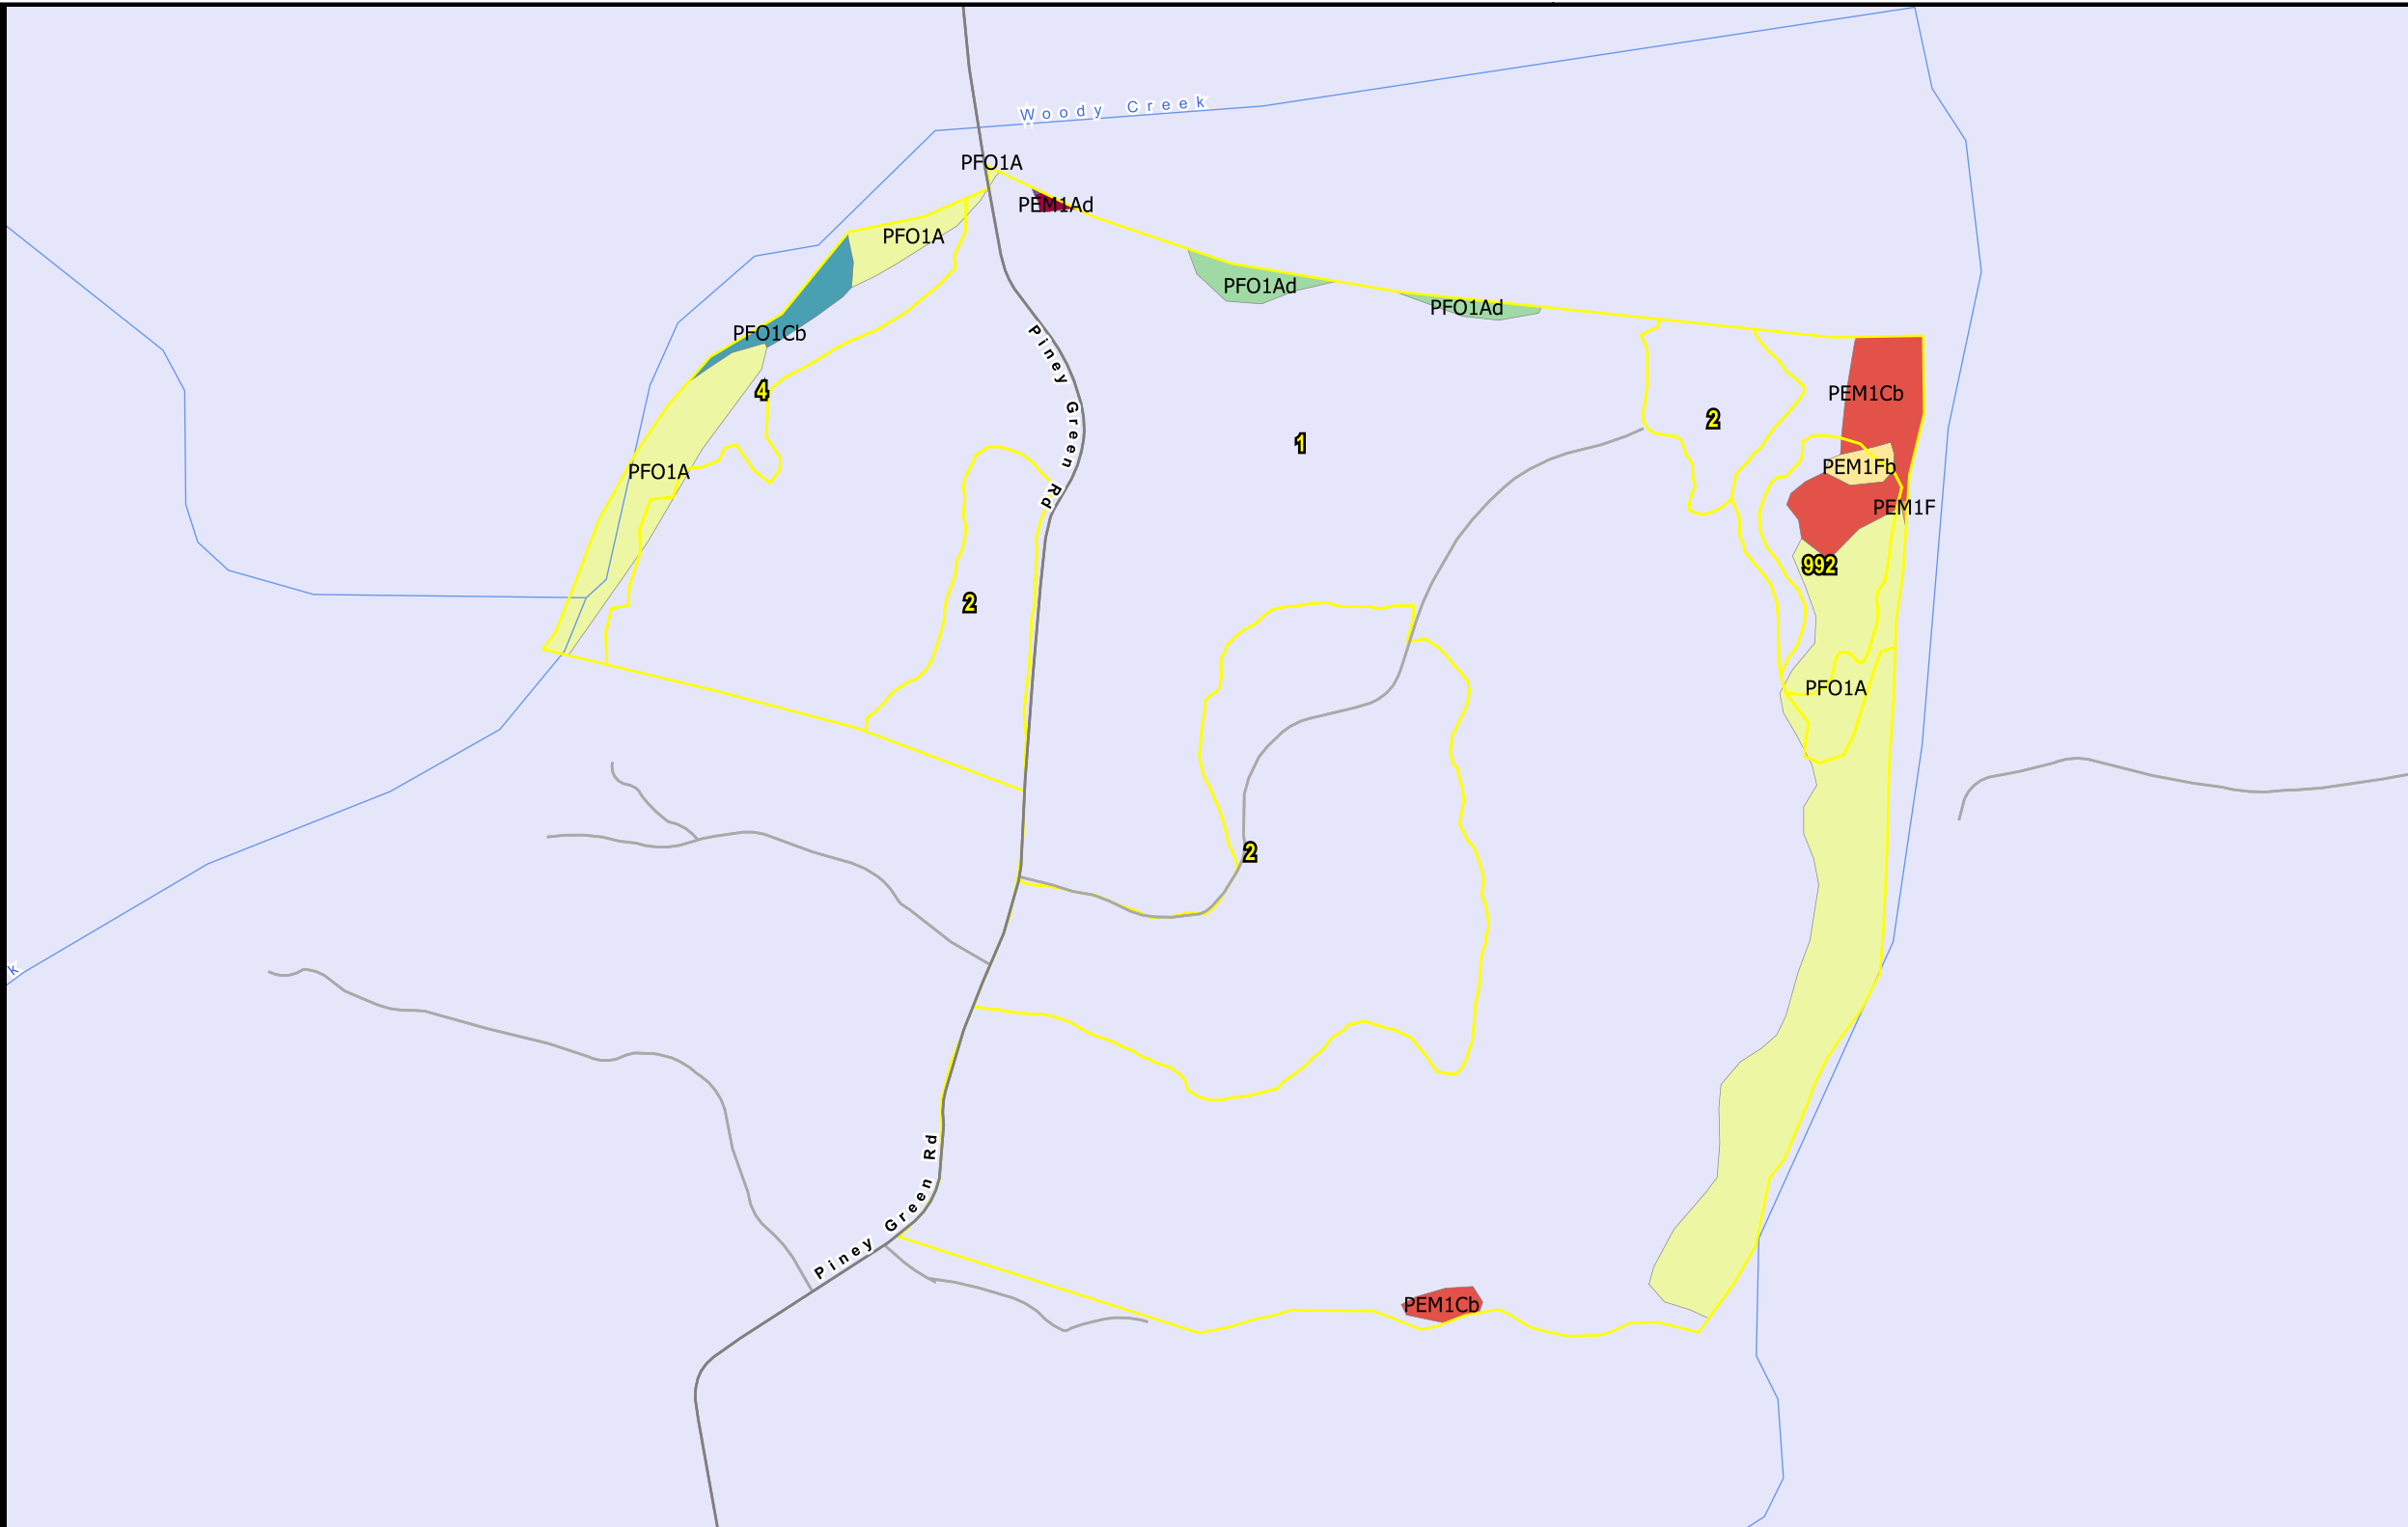 Woody Creek
PFO1A
PEM1Ad
PFO1A
PFO1Ad
PFO1Ad
PFO1Cb
Piney Green Rd
4
PEM1Cb
2
1
PEM1Fb
PFO1A
PEM1F
992
2
PFO1A
2
Piney Green Rd
PEM1Cb
k